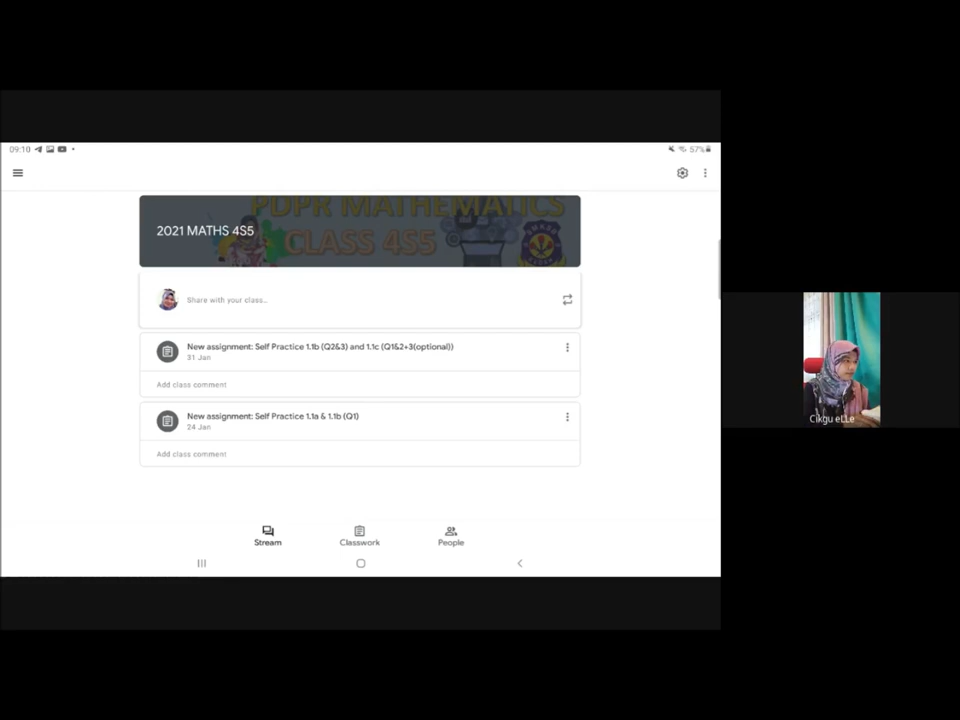 09:10
57%
PDPR MATHEMATICS
2021 MATHS 4S5
CLASS 4S5
Share with your class...
New assignment: Self Practice 1.1b (Q2&3) and 1.1c (Q1&2+3(optional))
31 Jan
Add class comment
New assignment: Self Practice 1.1a & 1.1b (Q1)
24 Jan
Add class comment
Stream
Classwork
People
Cikgu eLLe